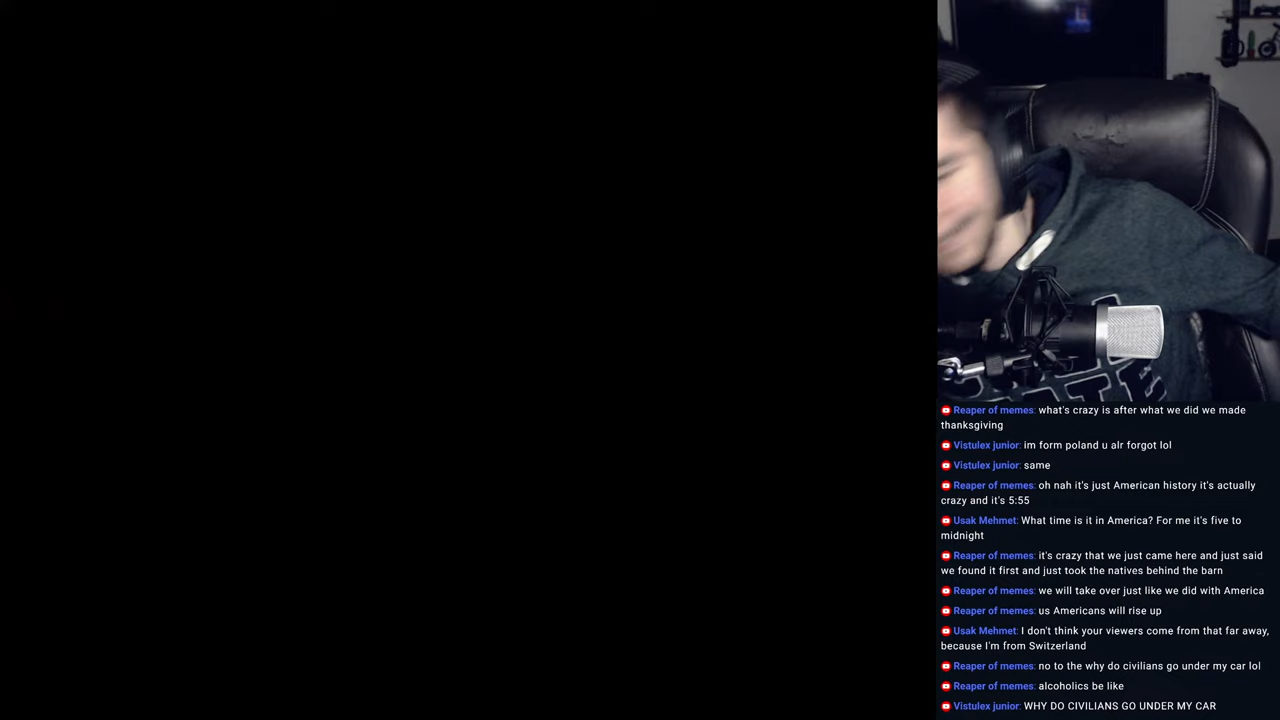 Reaper of memes: what's crazy is after what we did we made
thanksgiving
Vistulex junior: im form poland u alr forgot lol
Vistulex junior: same
Reaper of memes: oh nah it's just American history it's actually
crazy and it's 5:55
Usak Mehmet: What time is it in America? For me it's five to
midnight
Reaper of memes: it's crazy that we just came here and just said
we found it first and just took the natives behind the barn
Reaper of memes: we will take over just like we did with America
Reaper of memes: us Americans will rise up
Usak Mehmet: I don't think your viewers come from that far away,
because I'm from Switzerland
Reaper of memes: no to the why do civilians go under my car lol
Reaper of memes: alcoholics be like
Vistulex junior: WHY DO CIVILIANS GO UNDER MY CAR